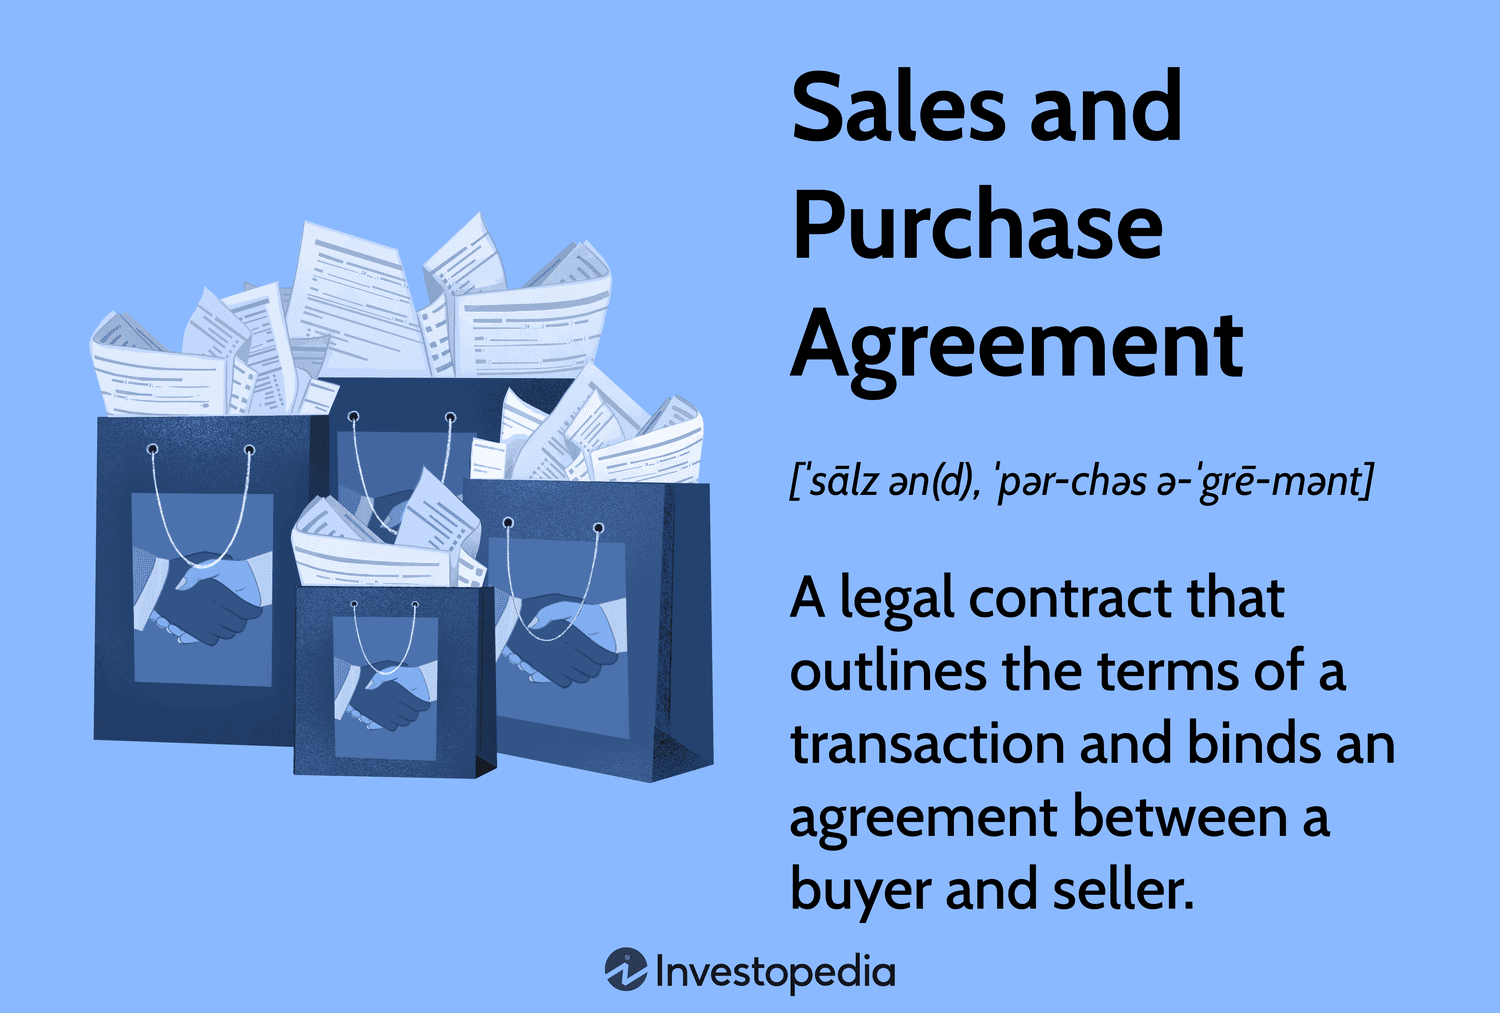 Sales and
Purchase
Agreement
[ˈsālz ən(d), ˈpər-chəs ə-ˈgrē-mənt]
A legal contract that
outlines the terms of a
transaction and binds an
agreement between a
buyer and seller.
Investopedia